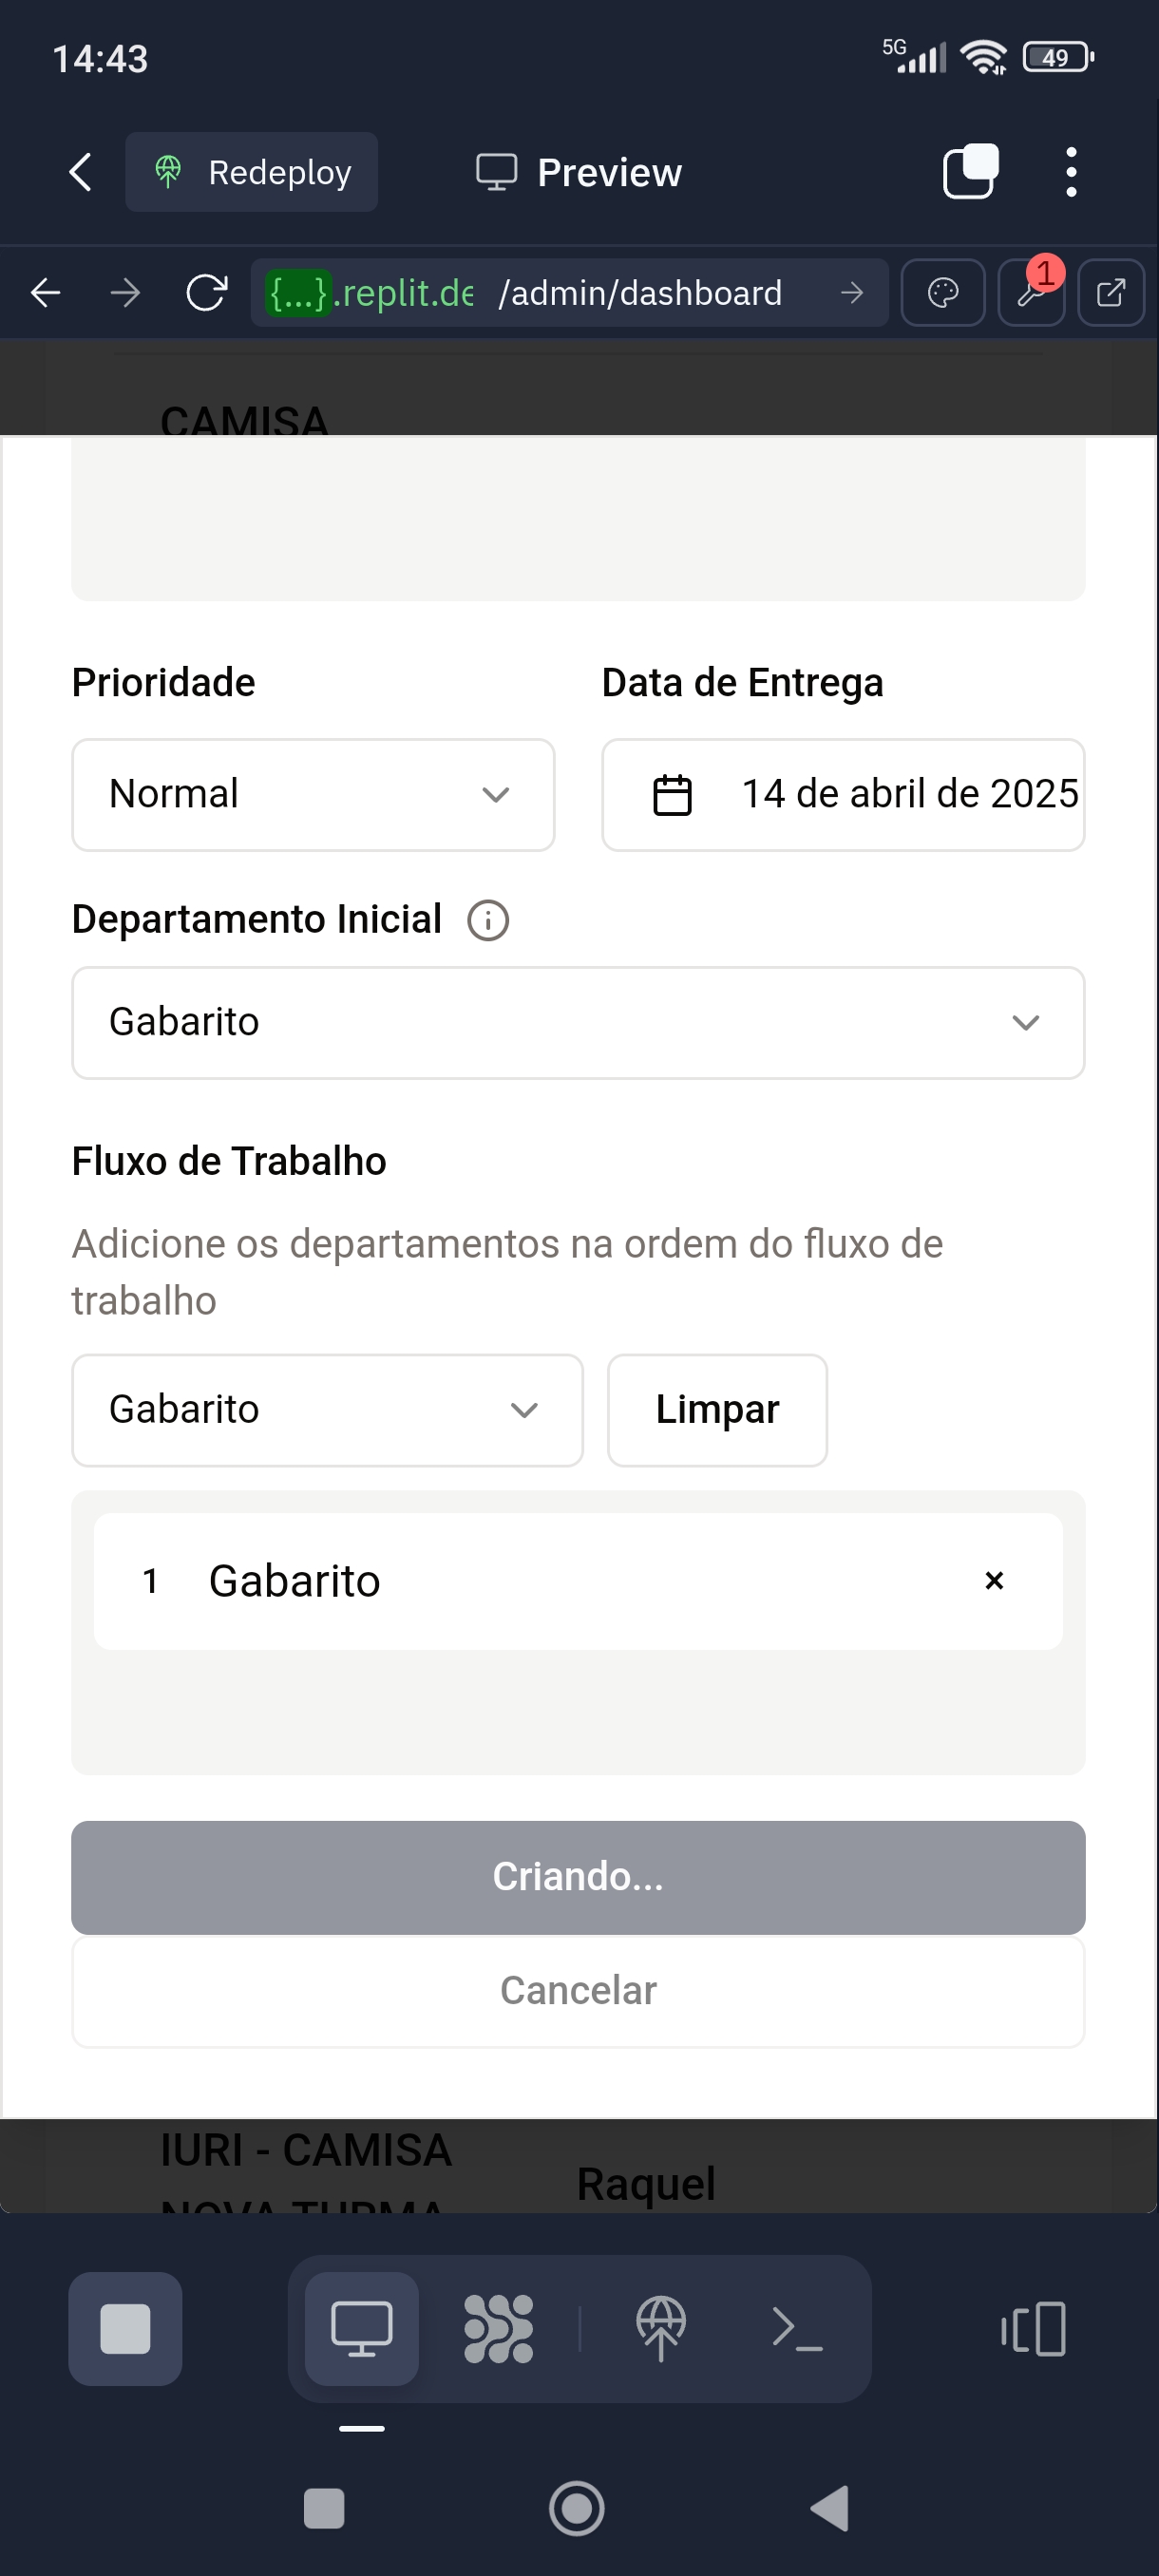 14:43
5G
49
Redeploy
Preview
{...}.replit.de /admin/dashboard
1
CAMISA
Prioridade
Data de Entrega
Normal
14 de abril de 2025
Departamento Inicial
Gabarito
Fluxo de Trabalho
Adicione os departamentos na ordem do fluxo de
trabalho
Gabarito
Limpar
1 Gabarito ×
Criando...
Cancelar
IURI - CAMISA
NOVA TURMA
Raquel